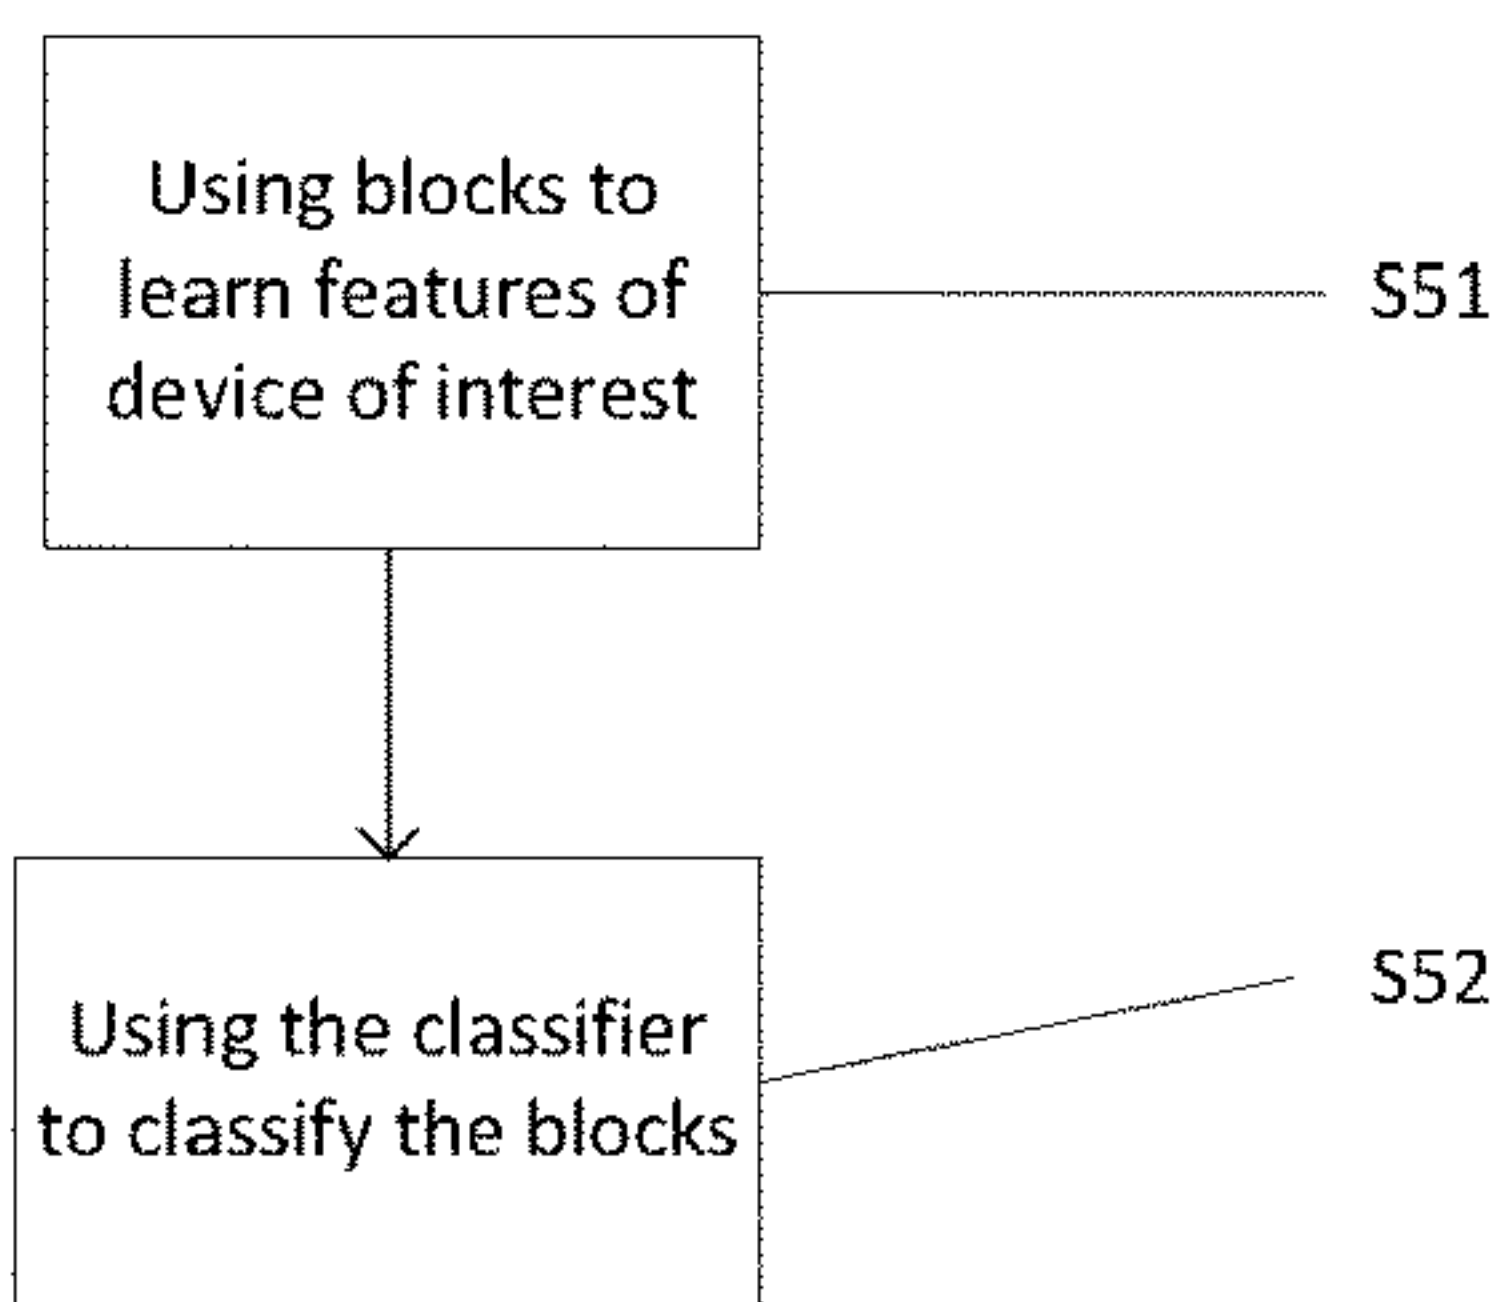 Using blocks to
learn features of
device of interest
S51
Using the classifier
to classify the blocks
S52